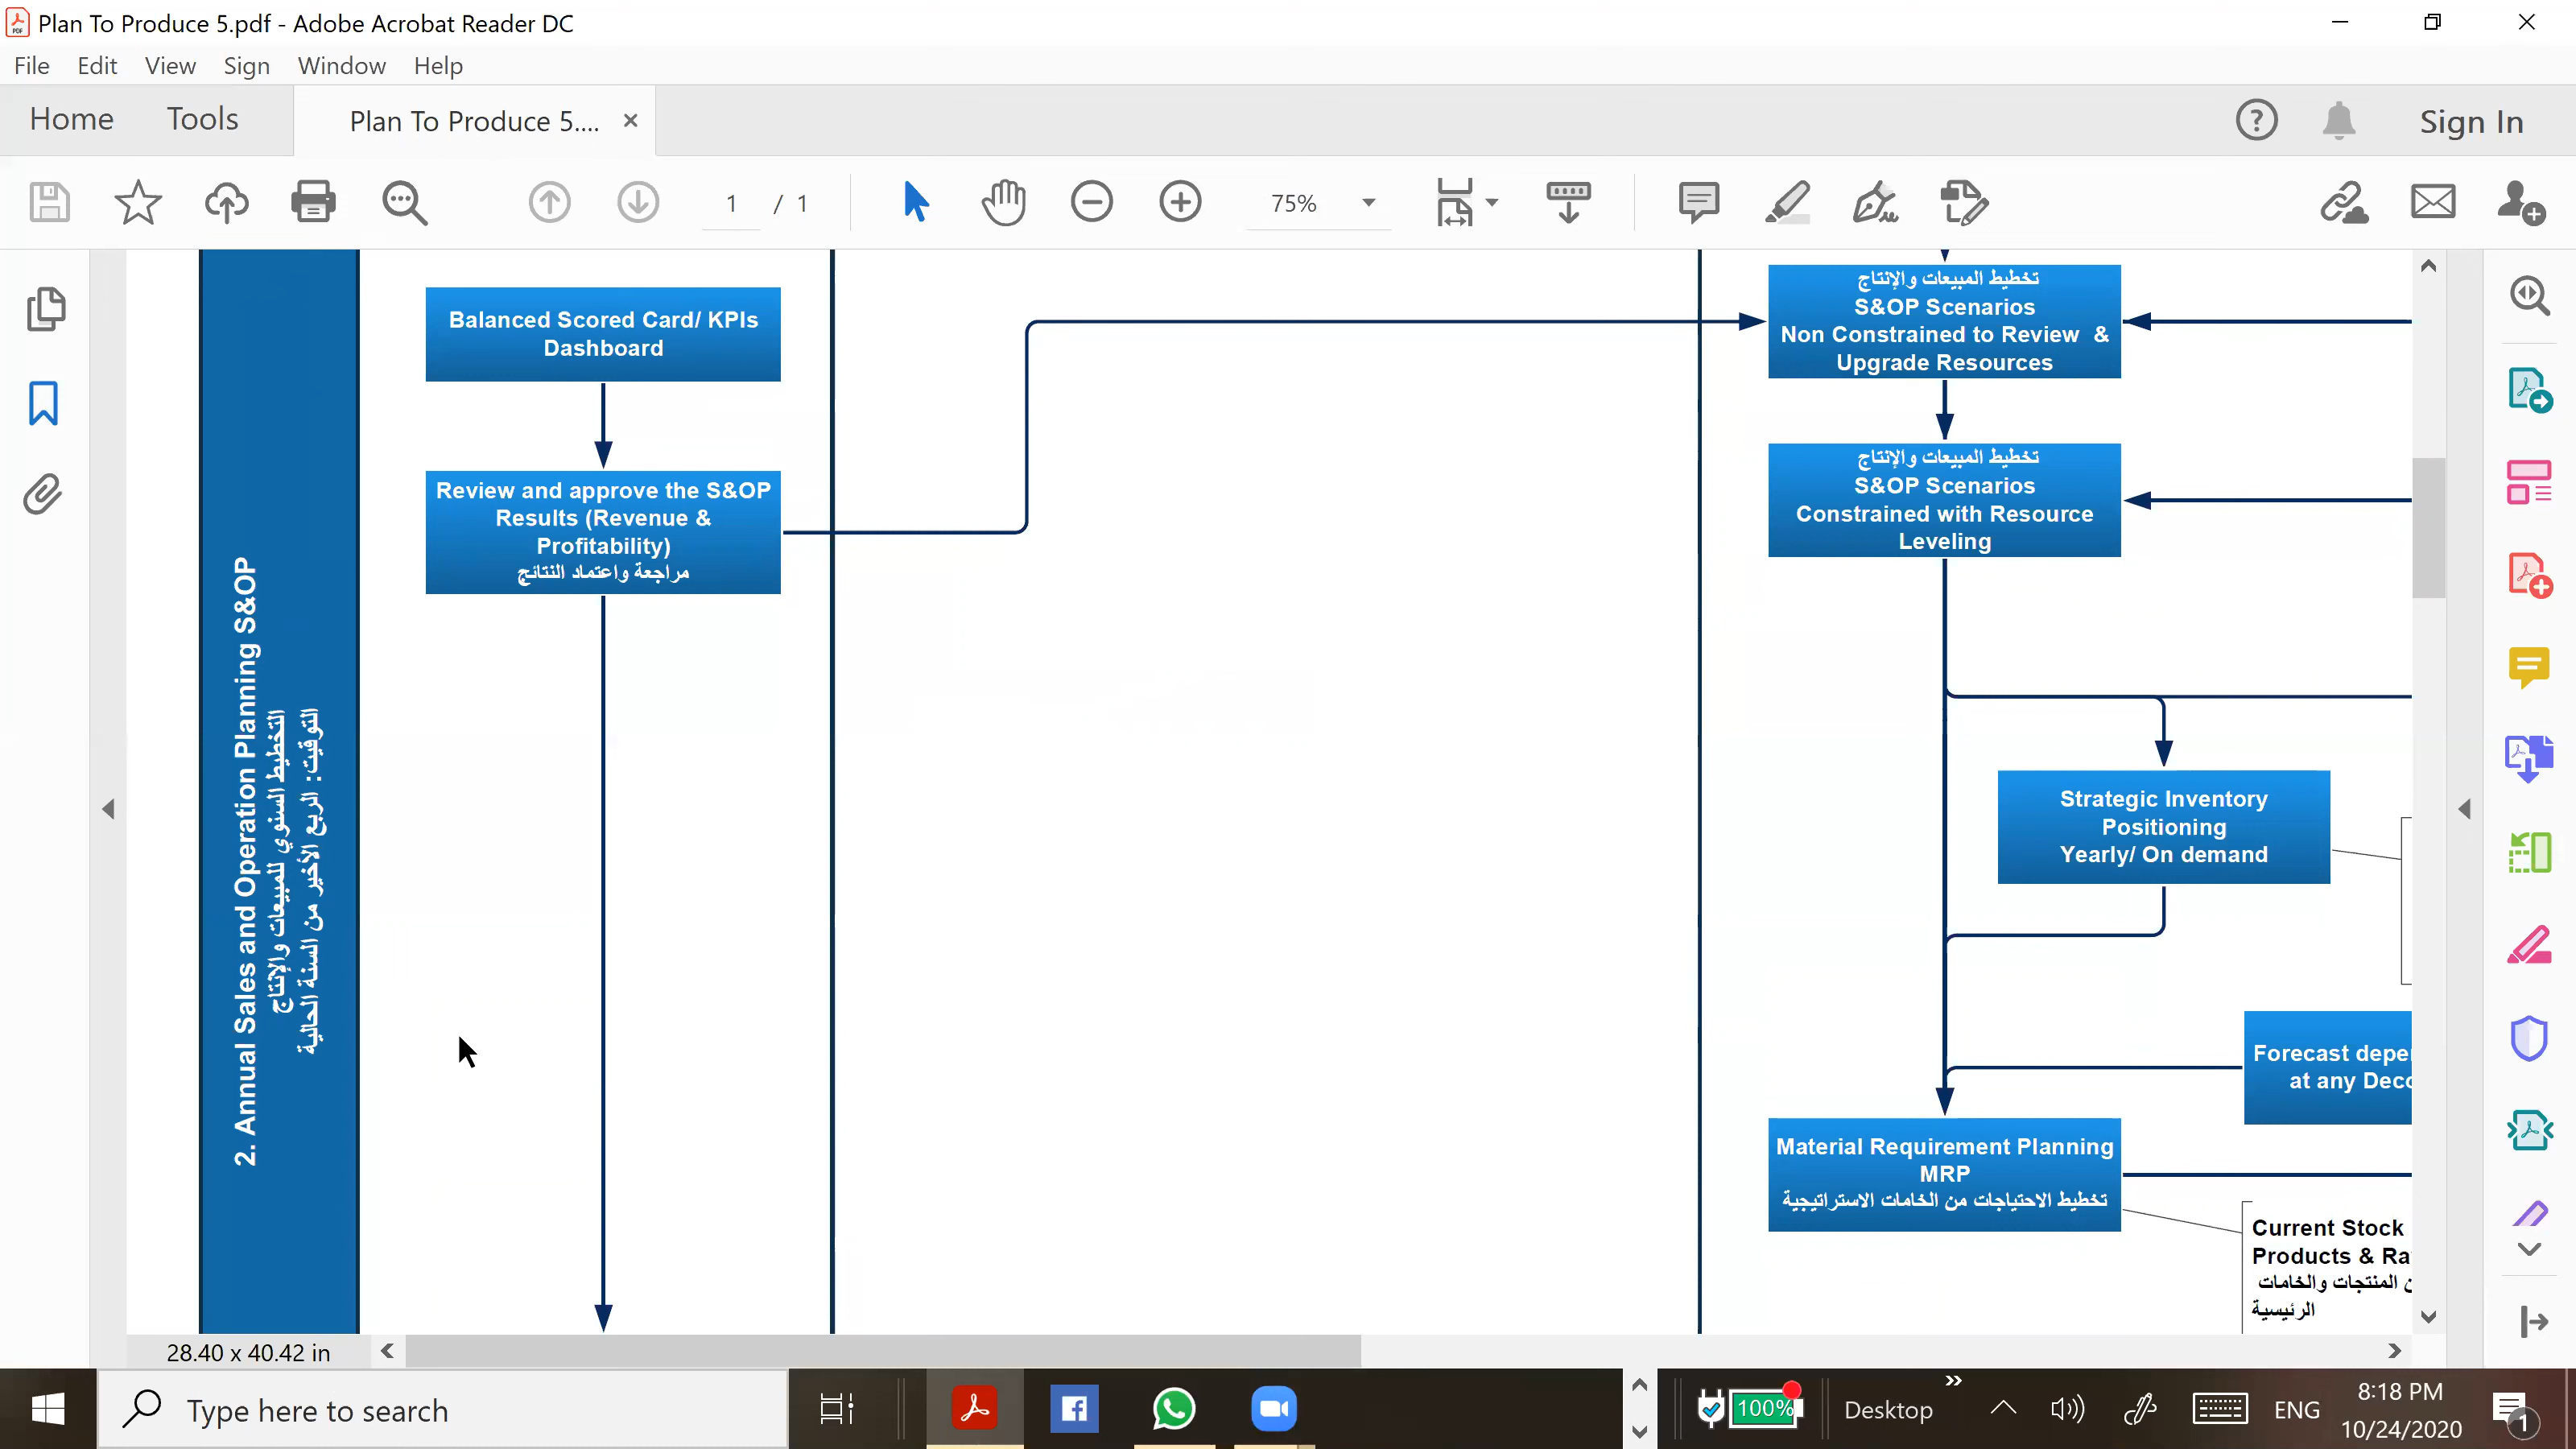 Plan To Produce 5.pdf - Adobe Acrobat Reader DC
File Edit View Sign Window Help
Home Tools Plan To Produce 5.... Sign In
1 / 1 75%
2. Annual Sales and Operation Planning S&OP
التخطيط السنوي للمبيعات والإنتاج
التوقيت: الربع الأخير من السنة الحالية
Balanced Scored Card/ KPIs
Dashboard
Review and approve the S&OP
Results (Revenue &
Profitability)
مراجعة واعتماد النتائج
تخطيط المبيعات والإنتاج
S&OP Scenarios
Non Constrained to Review &
Upgrade Resources
تخطيط المبيعات والإنتاج
S&OP Scenarios
Constrained with Resource
Leveling
Strategic Inventory
Positioning
Yearly/ On demand
Forecast
at any
Material Requirement Planning
MRP
تخطيط الاحتياجات من الخامات الاستراتيجية
Current Stock
Products &
المنتجات والخامات
الرئيسية
28.40 x 40.42 in
Type here to search
100%
Desktop
ENG
8:18 PM
10/24/2020
1